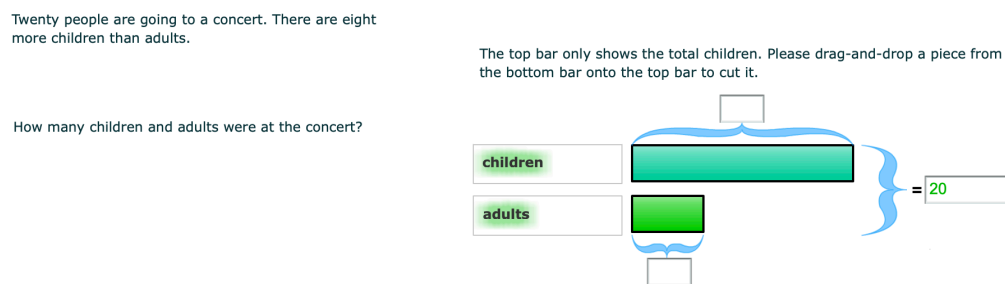 Twenty people are going to a concert. There are eight
more children than adults.
The top bar only shows the total children. Please drag-and-drop a piece from
the bottom bar onto the top bar to cut it.
How many children and adults were at the concert?
children
adults
= 20